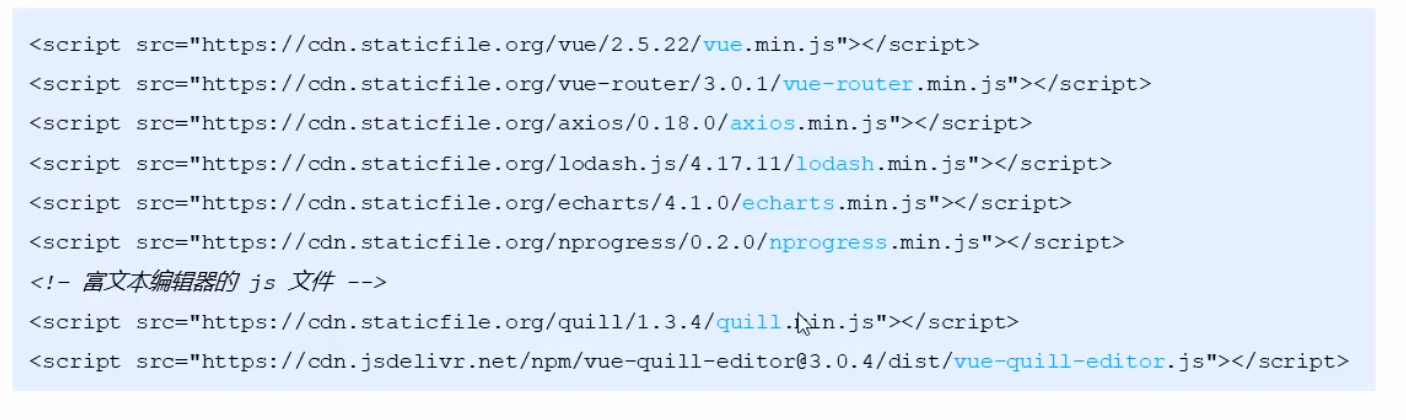 <script src="https://cdn.staticfile.org/vue/2.5.22/vue.min.js"></script>
<script src="https://cdn.staticfile.org/vue-router/3.0.1/vue-router.min.js"></script>
<script src="https://cdn.staticfile.org/axios/0.18.0/axios.min.js"></script>
<script src="https://cdn.staticfile.org/lodash.js/4.17.11/lodash.min.js"></script>
<script src="https://cdn.staticfile.org/echarts/4.1.0/echarts.min.js"></script>
<script src="https://cdn.staticfile.org/nprogress/0.2.0/nprogress.min.js"></script>
<!– 富文本编辑器的 js 文件 -->
<script src="https://cdn.staticfile.org/quill/1.3.4/quill.min.js"></script>
<script src="https://cdn.jsdelivr.net/npm/vue-quill-editor@3.0.4/dist/vue-quill-editor.js"></script>